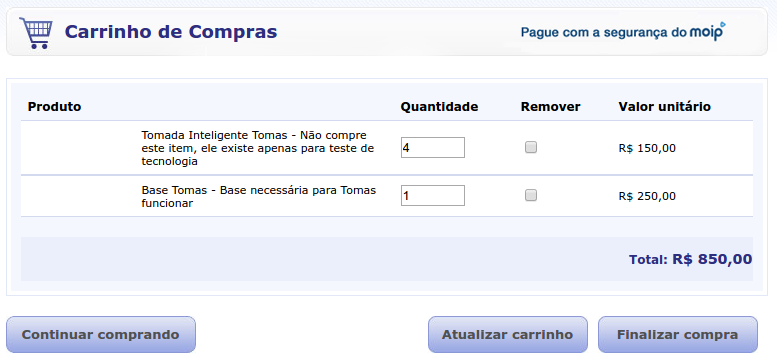 Carrinho de Compras
Pague com a segurança do moip
Produto Quantidade Remover Valor unitário
Tomada Inteligente Tomas - Não compre
este item, ele existe apenas para teste de
tecnologia
4
R$ 150,00
Base Tomas - Base necessária para Tomas
funcionar
1
R$ 250,00
Total: R$ 850,00
Continuar comprando
Atualizar carrinho
Finalizar compra